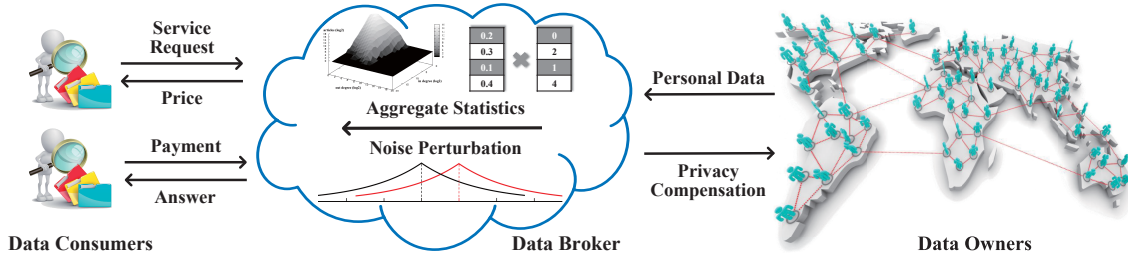 Service
Request
Price
Payment
Answer
Data Consumers
0.2
0.3
0.1
0.4
0
2
1
4
Aggregate Statistics
Noise Perturbation
Data Broker
Personal Data
Privacy
Compensation
Data Owners